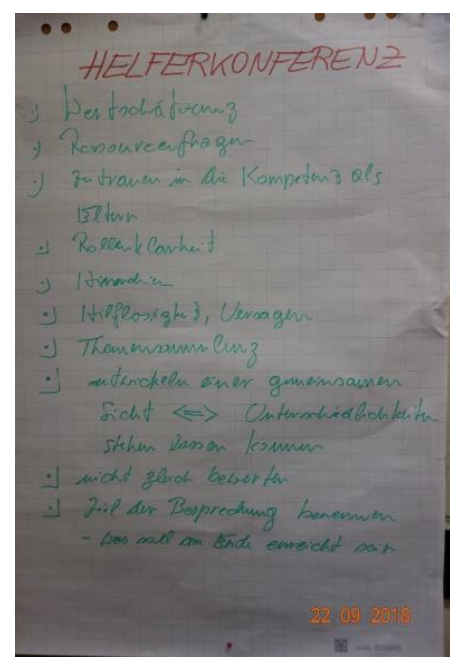 HELFERKONFERENZ
.) Wertschätzung
.) Ressourcenfragen
.) Zutrauen in die Kompetenz als
Eltern
.) Rollenklarheit
.) Hierarchien
.) Hilflosigkeit, Versagen
.) Themensammlung
.) entwickeln einer gemeinsamen
Sicht <=> Unterschiedlichkeiten
stehen lassen können
.) nicht gleich bewerten
.) Ziel der Besprechung benennen
- was soll am Ende erreicht sein
22 09 2018